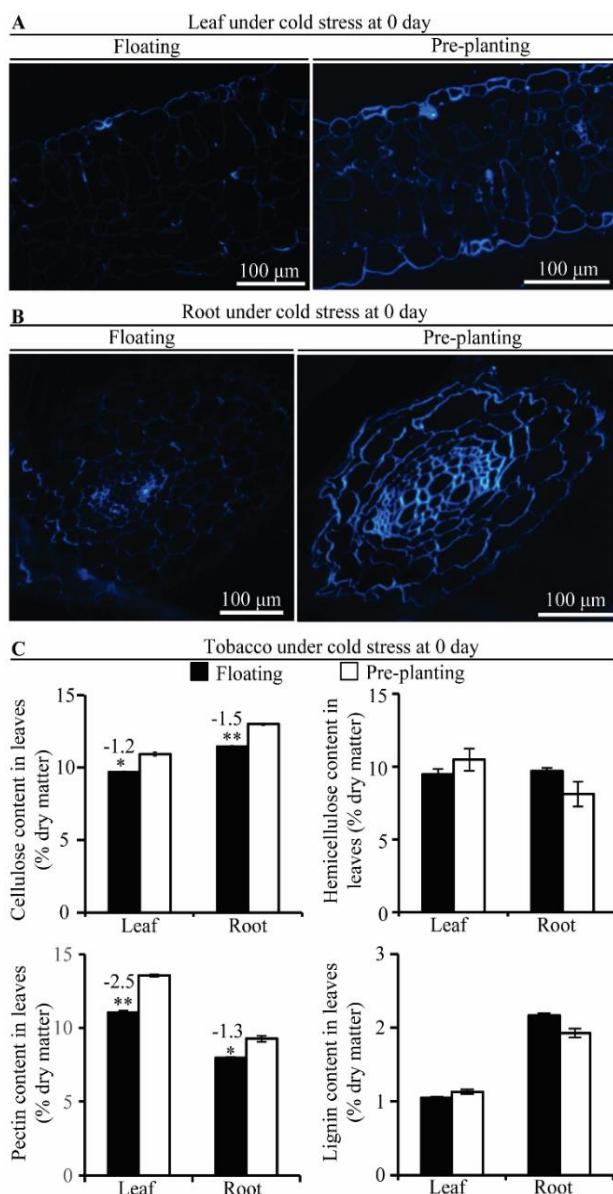 A Leaf under cold stress at 0 day
Floating Pre-planting
100 μm 100 μm
B Root under cold stress at 0 day
Floating Pre-planting
100 μm 100 μm
C Tobacco under cold stress at 0 day
Floating Pre-planting
Cellulose content in leaves
(% dry matter)
15
10
5
0
-1.2
*
-1.5
**
Leaf Root
Hemicellulose content in
leaves (% dry matter)
15
10
5
0
Leaf Root
Pectin content in leaves
(% dry matter)
15
10
5
0
-2.5
**
-1.3
*
Leaf Root
Lignin content in leaves
(% dry matter)
3
2
1
0
Leaf Root